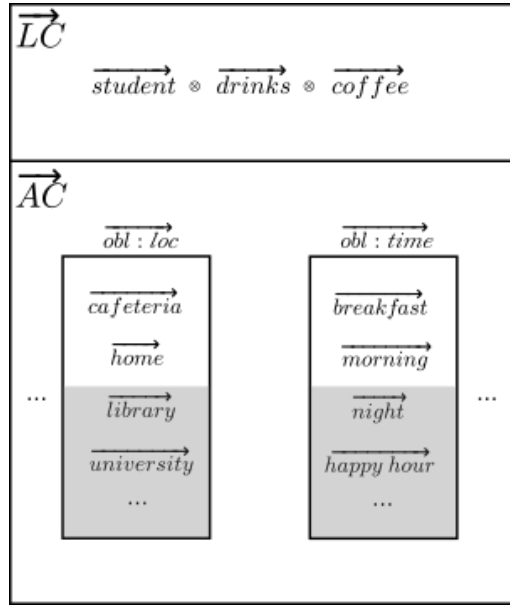 LC
student ⊗ drinks ⊗ coffee
AC
obl : loc obl : time
cafeteria breakfast
home morning
... library night ...
university happy hour
... ...